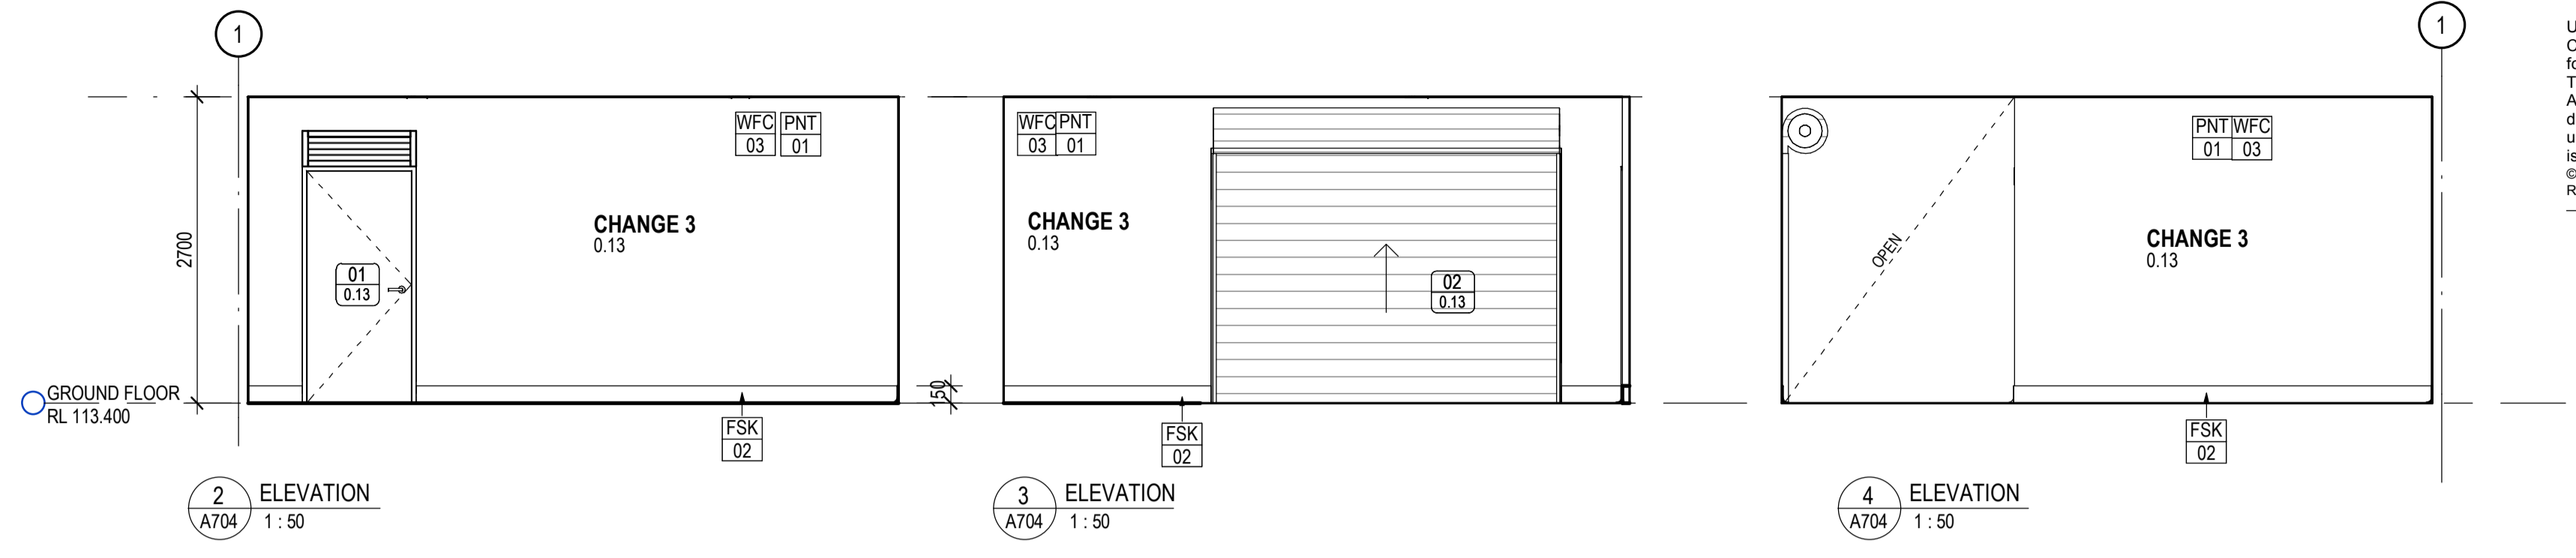 1
2700
GROUND FLOOR
RL 113.400
WFC
03
PNT
01
CHANGE 3
0.13
01
0.13
FSK
02
2
A704
ELEVATION
1 : 50
150
WFC
03
PNT
01
CHANGE 3
0.13
02
0.13
FSK
02
3
A704
ELEVATION
1 : 50
1
PNT
01
WFC
03
OPEN
CHANGE 3
0.13
FSK
02
4
A704
ELEVATION
1 : 50
©